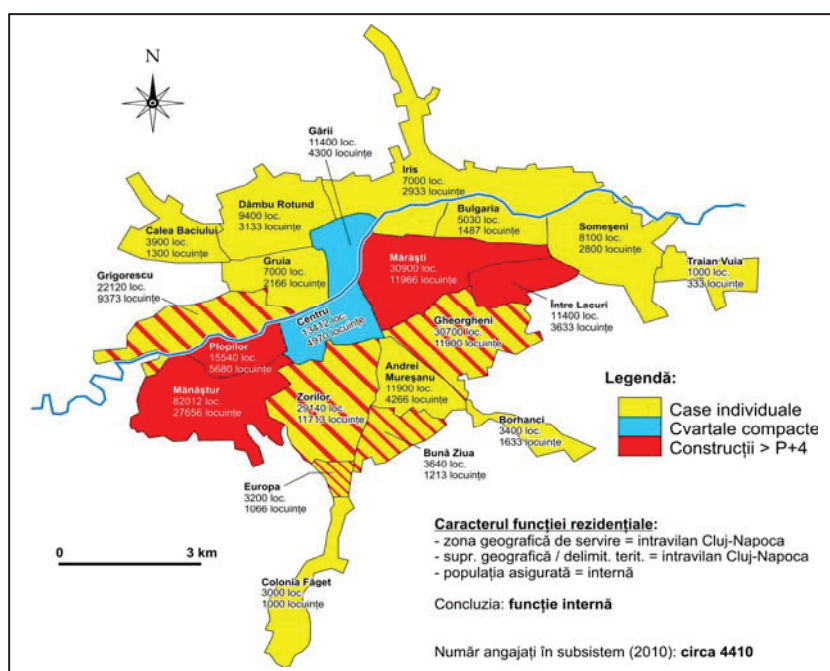 N
Gării
11400 loc.
4300 locuințe
Iris
7000 loc.
2933 locuințe
Dâmbu Rotund
9400 loc.
3133 locuințe
Bulgaria
5030 loc.
1487 locuințe
Calea Baciului
3900 loc.
1300 locuințe
Someșeni
8100 loc.
2800 locuințe
Gruia
7000 loc.
2166 locuințe
Mărăști
30900 loc.
11966 locuințe
Traian Vuia
1000 loc.
333 locuințe
Grigorescu
22120 loc.
9373 locuințe
Între Lacuri
11400 loc.
3633 locuințe
Centru
13412 loc.
4970 locuințe
Gheorgheni
30700 loc.
11900 locuințe
Plopilor
15540 loc.
5680 locuințe
Andrei
Mureșanu
11900 loc.
4266 locuințe
Mănăștur
82012 loc.
27656 locuințe
Zorilor
29140 loc.
11713 locuințe
Borhanci
3400 loc.
1633 locuințe
Bună Ziua
3640 loc.
1213 locuințe
Europa
3200 loc.
1066 locuințe
Colonia Făget
3000 loc.
1000 locuințe
0 3 km
Legendă:
Case individuale
Cvartale compacte
Construcții > P+4
Caracterul funcției rezidențiale:
- zona geografică de servire = intravilan Cluj-Napoca
- supr. geografică / delimit. terit. = intravilan Cluj-Napoca
- populația asigurată = internă
Concluzia: funcție internă
Număr angajați în subsistem (2010): circa 4410